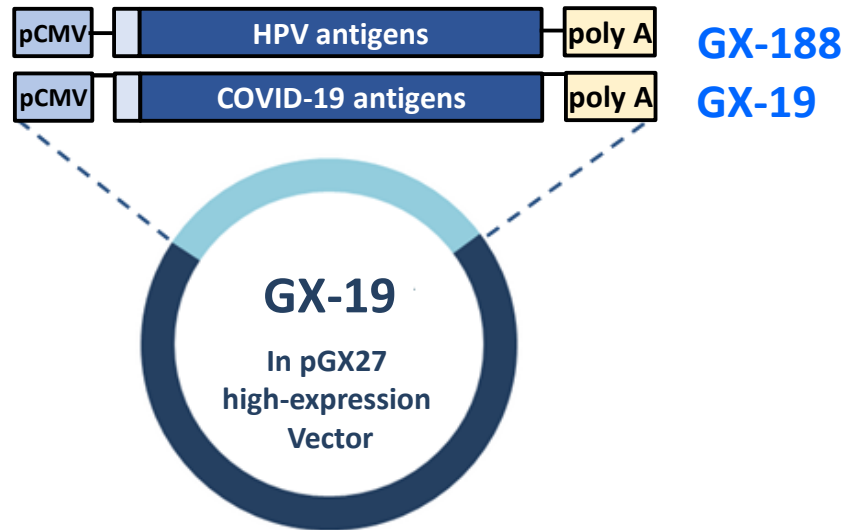 pCMV HPV antigens poly A GX-188
pCMV COVID-19 antigens poly A GX-19
GX-19
In pGX27
high-expression
Vector